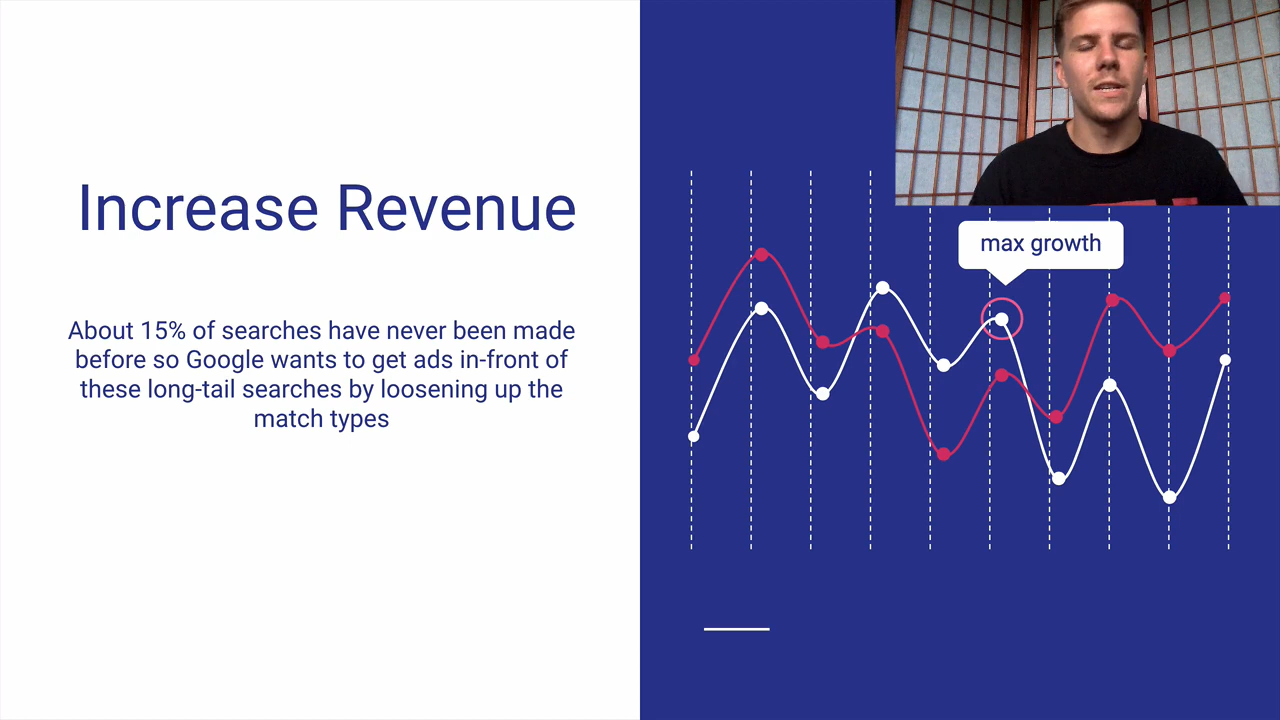 Increase Revenue
About 15% of searches have never been made
before so Google wants to get ads in-front of
these long-tail searches by loosening up the
match types
max growth